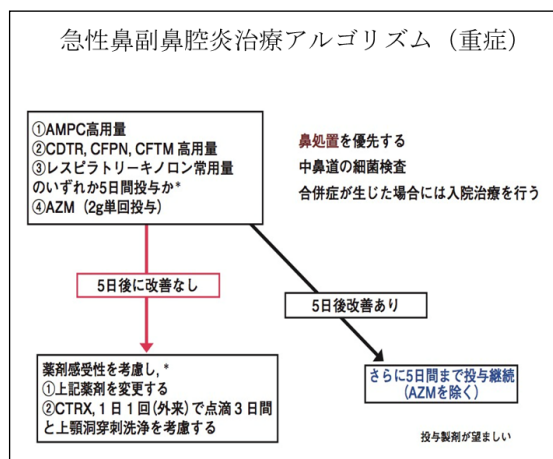 急性鼻副鼻腔炎治療アルゴリズム（重症）
①AMPC高用量
②CDTR, CFPN, CFTM 高用量
③レスピラトリーキノロン常用量
のいずれか5日間投与か*
④AZM（2g単回投与）
鼻処置を優先する
中鼻道の細菌検査
合併症が生じた場合には入院治療を行う
5日後に改善なし
5日後改善あり
薬剤感受性を考慮し,*
①上記薬剤を変更する
②CTRX, 1日1回(外来)で点滴3日間
と上顎洞穿刺洗浄を考慮する
さらに5日間まで投与継続
(AZMを除く)
投与製剤が望ましい